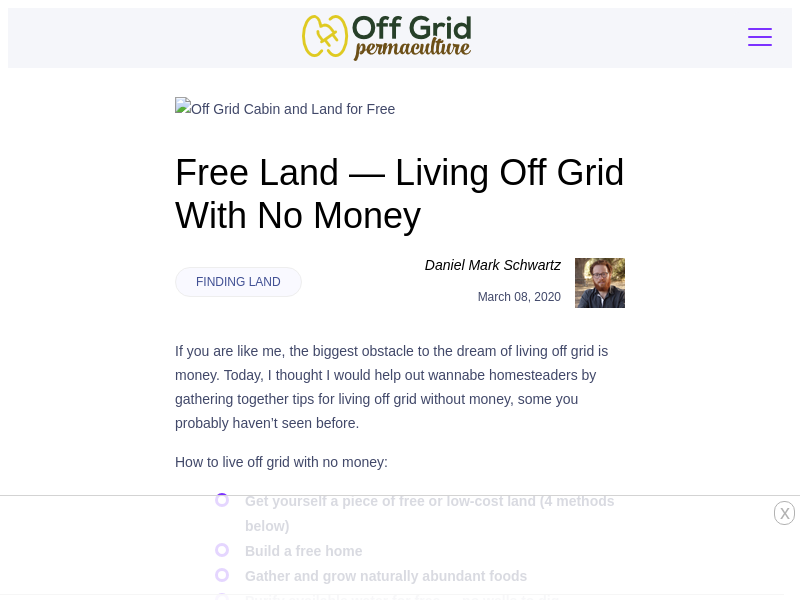 Off Grid
permaculture
Off Grid Cabin and Land for Free
Free Land — Living Off Grid
With No Money
Daniel Mark Schwartz
FINDING LAND
March 08, 2020
If you are like me, the biggest obstacle to the dream of living off grid is
money. Today, I thought I would help out wannabe homesteaders by
gathering together tips for living off grid without money, some you
probably haven’t seen before.
How to live off grid with no money:
Get yourself a piece of free or low-cost land (4 methods
below)
X
Build a free home
Gather and grow naturally abundant foods